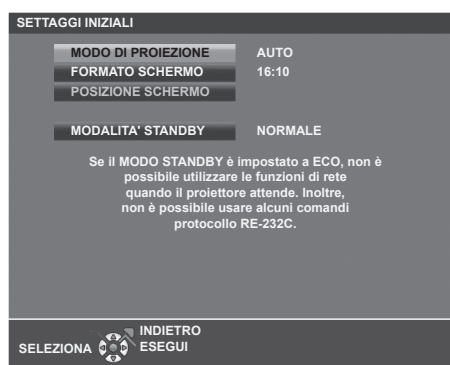 SETTAGGI INIZIALI
MODO DI PROIEZIONE AUTO
FORMATO SCHERMO 16:10
POSIZIONE SCHERMO
MODALITA' STANDBY NORMALE
Se il MODO STANDBY è impostato a ECO, non è
possibile utilizzare le funzioni di rete
quando il proiettore attende. Inoltre,
non è possibile usare alcuni comandi
protocollo RE-232C.
INDIETRO
SELEZIONA ESEGUI